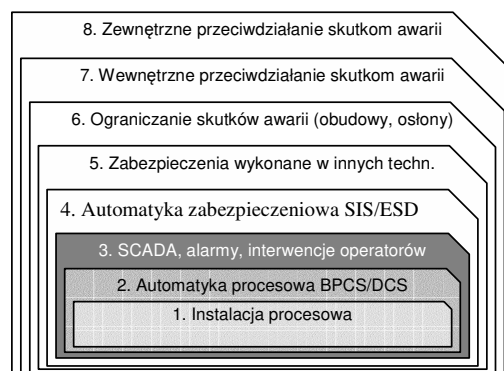 8. Zewnętrzne przeciwdziałanie skutkom awarii
7. Wewnętrzne przeciwdziałanie skutkom awarii
6. Ograniczanie skutków awarii (obudowy, osłony)
5. Zabezpieczenia wykonane w innych techn.
4. Automatyka zabezpieczeniowa SIS/ESD
3. SCADA, alarmy, interwencje operatorów
2. Automatyka procesowa BPCS/DCS
1. Instalacja procesowa